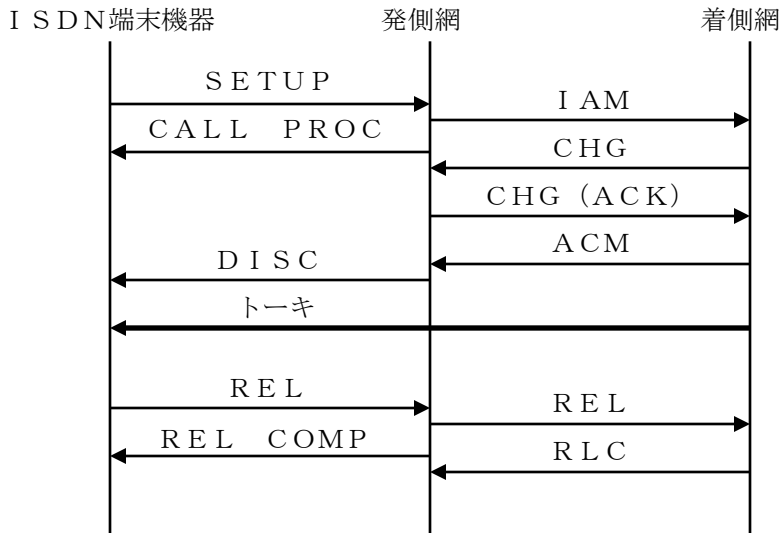 ＩＳＤＮ端末機器
発側網
着側網
ＳＥＴＵＰ
ＩＡＭ
ＣＡＬＬ　ＰＲＯＣ
ＣＨＧ
ＣＨＧ（ＡＣＫ）
ＡＣＭ
ＤＩＳＣ
トーキ
ＲＥＬ
ＲＥＬ
ＲＥＬ　ＣＯＭＰ
ＲＬＣ